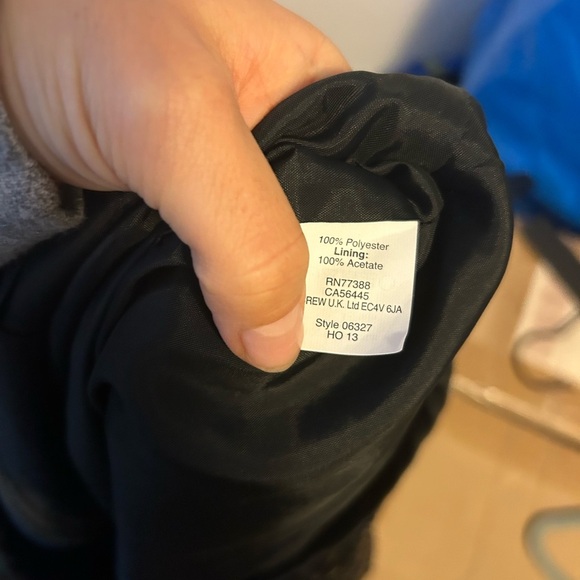 100% Polyester
Lining:
100% Acetate
RN77388
CA56445
REW U.K. Ltd EC4V 6JA
Style 06327
HO 13